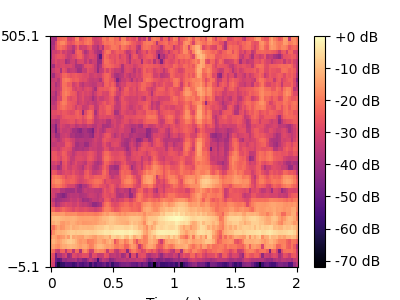 Mel Spectrogram
505.1
-5.1
0
0.5
1
1.5
2
+0 dB
-10 dB
-20 dB
-30 dB
-40 dB
-50 dB
-60 dB
-70 dB